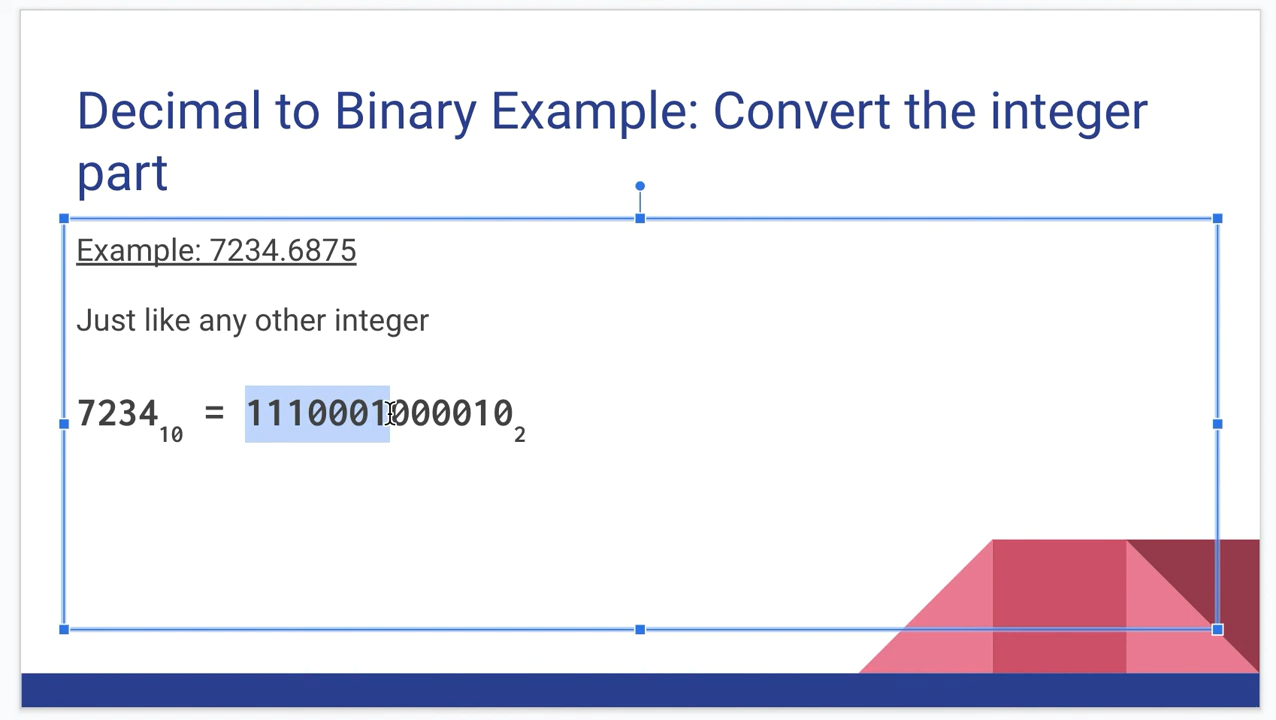 Decimal to Binary Example: Convert the integer
part
Example: 7234.6875
Just like any other integer
7234₁₀ = 1110001000010₂